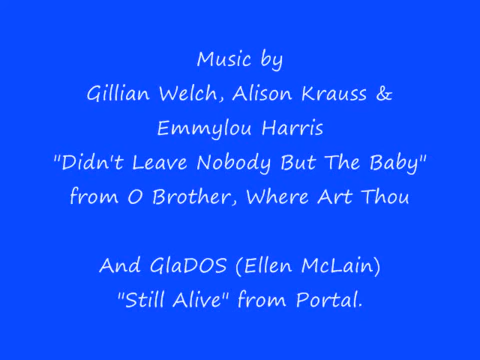 Music by
Gillian Welch, Alison Krauss &
Emmylou Harris
"Didn't Leave Nobody But The Baby"
from O Brother, Where Art Thou
And GlaDOS (Ellen McLain)
"Still Alive" from Portal.